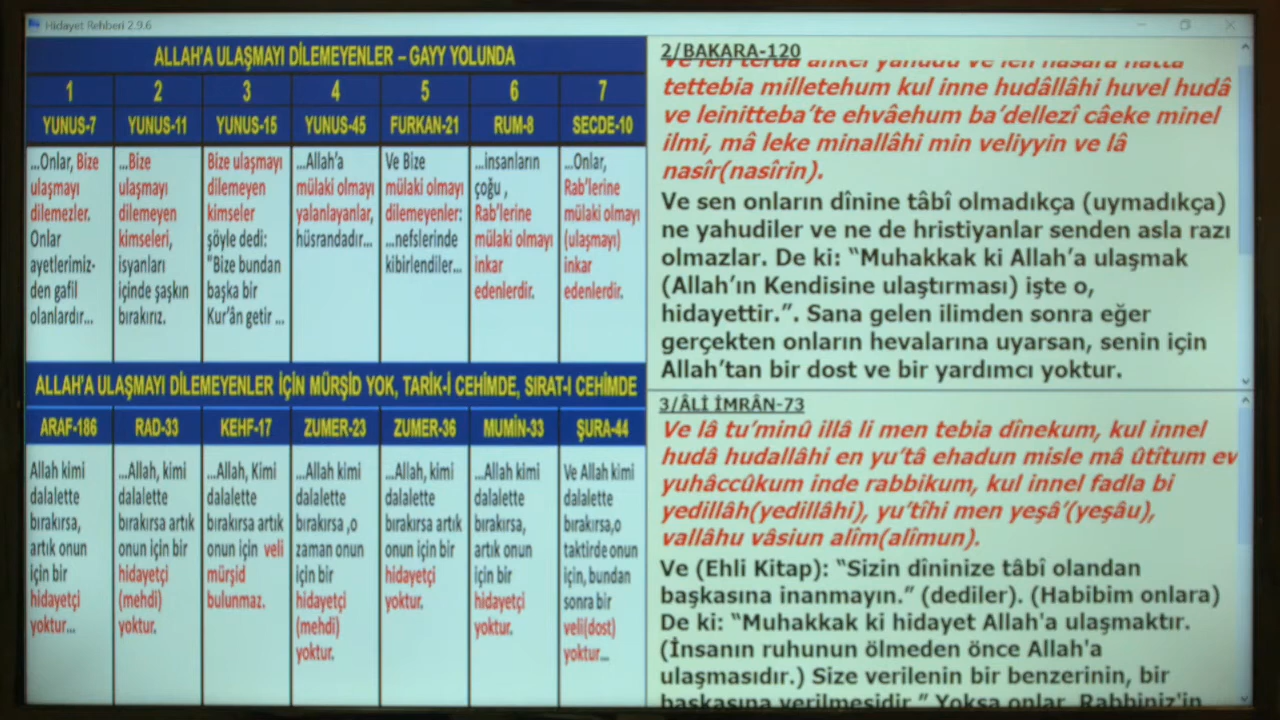 Hidayet Rehberi 2.9.6
ALLAH'A ULAŞMAYI DİLEMEYENLER – GAYY YOLUNDA
1
2
3
4
5
6
7
YUNUS-7
YUNUS-11
YUNUS-15
YUNUS-45
FURKAN-21
RUM-8
SECDE-10
...Onlar, Bize
ulaşmayı
dilemezler.
Onlar
ayetlerimiz-
den gafil
olanlardır...
...Bize
ulaşmayı
dilemeyen
kimseleri,
isyanları
içinde şaşkın
bırakırız.
Bize ulaşmayı
dilemeyen
kimseler
şöyle dedi:
"Bize bundan
başka bir
Kur'ân getir ...
...Allah'a
mülaki olmayı
yalanlayanlar,
hüsrandadır...
Ve Bize
mülaki olmayı
dilemeyenler:
...nefslerinde
kibirlendiler...
...insanların
çoğu ,
Rab'lerine
mülaki olmayı
inkar
edenlerdir.
...Onlar,
Rab'lerine
mülaki olmayı
(ulaşmayı)
inkar
edenlerdir.
ALLAH'A ULAŞMAYI DİLEMEYENLER İÇİN MÜRŞİD YOK, TARİK-İ CEHİMDE, SIRAT-I CEHİMDE
ARAF-186
RAD-33
KEHF-17
ZUMER-23
ZUMER-36
MUMİN-33
ŞURA-44
Allah kimi
dalalette
bırakırsa,
artık onun
için bir
hidayetçi
yoktur...
...Allah, kimi
dalalette
bırakırsa artık
onun için bir
hidayetçi
(mehdi)
yoktur.
...Allah, Kimi
dalalette
bırakırsa artık
onun için veli
mürşid
bulunmaz.
...Allah kimi
dalalette
bırakırsa ,o
zaman onun
için bir
hidayetçi
(mehdi)
yoktur.
...Allah, kimi
dalalette
bırakırsa artık
onun için bir
hidayetçi
yoktur.
...Allah kimi
dalalette
bırakırsa,
artık onun
için bir
hidayetçi
yoktur.
Ve Allah kimi
dalalette
bırakırsa,o
taktirde onun
için, bundan
sonra bir
veli(dost)
yoktur...
2/BAKARA-120
Ve len terdâ ankel yahûdu ve len nasârâ hattâ
tettebia milletehum kul inne hudâllâhi huvel hudâ
ve leinitteba'te ehvâehum ba'dellezî câeke minel
ilmi, mâ leke minallâhi min veliyyin ve lâ
nasîr(nasîrin).
Ve sen onların dînine tâbî olmadıkça (uymadıkça)
ne yahudiler ve ne de hristiyanlar senden asla razı
olmazlar. De ki: “Muhakkak ki Allah’a ulaşmak
(Allah’ın Kendisine ulaştırması) işte o,
hidayettir.”. Sana gelen ilimden sonra eğer
gerçekten onların hevalarına uyarsan, senin için
Allah’tan bir dost ve bir yardımcı yoktur.
3/ÂLİ İMRÂN-73
Ve lâ tu’minû illâ li men tebia dînekum, kul innel
hudâ hudallâhi en yu’tâ ehadun misle mâ ûtîtum ev
yuhâccûkum inde rabbikum, kul innel fadla bi
yedillâh(yedillâhi), yu’tîhi men yeşâ’(yeşâu),
vallâhu vâsiun alîm(alîmun).
Ve (Ehli Kitap): “Sizin dîninize tâbî olandan
başkasına inanmayın.” (dediler). (Habibim onlara)
De ki: “Muhakkak ki hidayet Allah'a ulaşmaktır.
(İnsanın ruhunun ölmeden önce Allah'a
ulaşmasıdır.) Size verilenin bir benzerinin, bir
başkasına verilmesidir.” Yoksa onlar, Rabbiniz'in